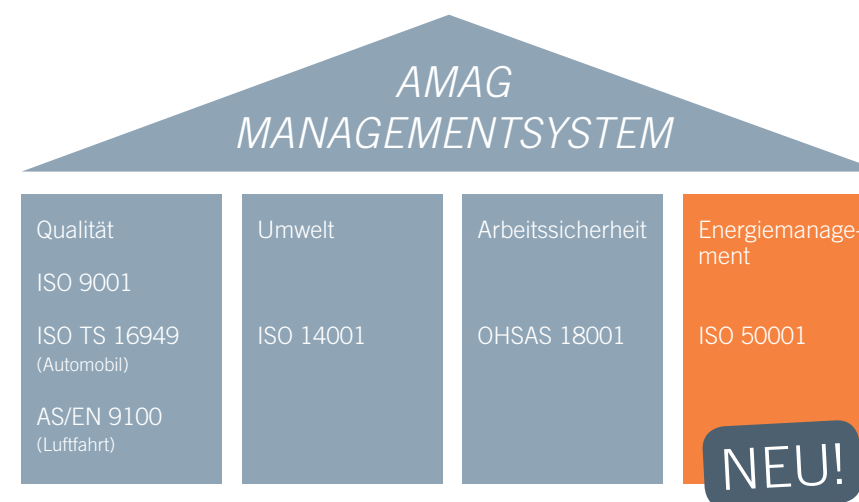 AMAG
MANAGEMENTSYSTEM
Qualität
ISO 9001
ISO TS 16949
(Automobil)
AS/EN 9100
(Luftfahrt)
Umwelt
ISO 14001
Arbeitssicherheit
OHSAS 18001
Energiemanage-
ment
ISO 50001
NEU!